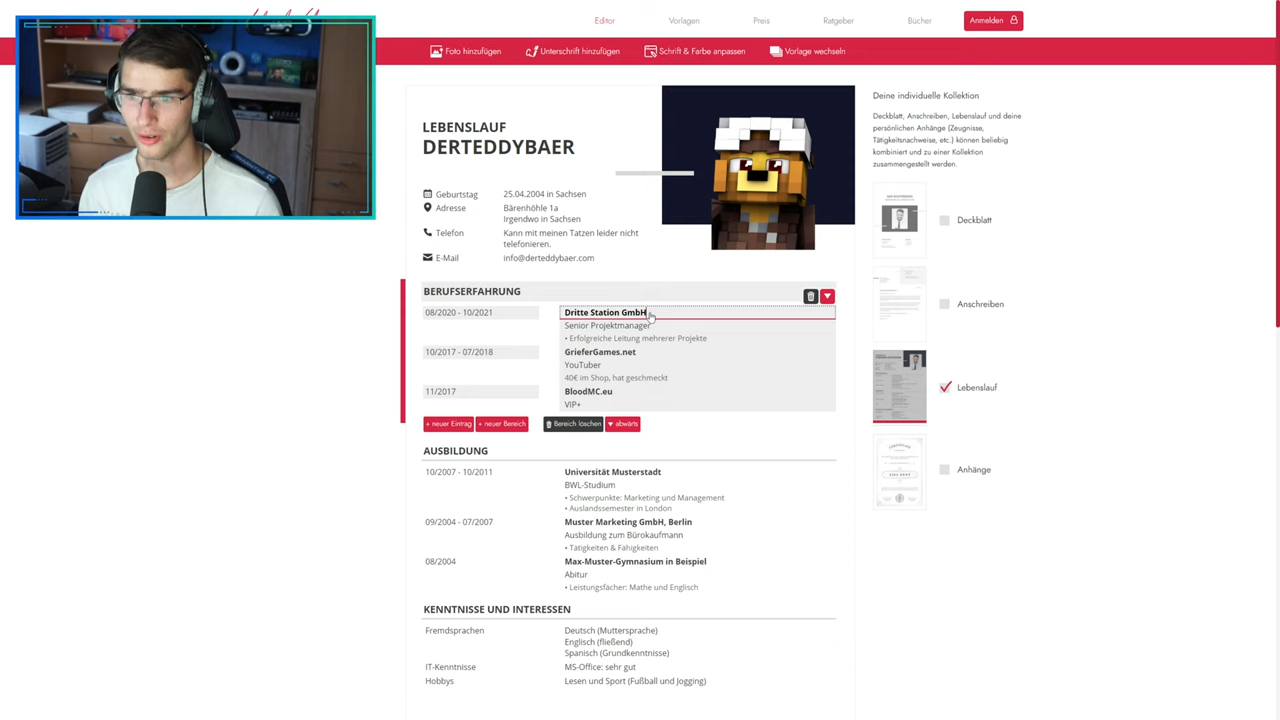 Editor Vorlagen Preis Ratgeber Bücher Anmelden
Foto hinzufügen Unterschrift hinzufügen Schrift & Farbe anpassen Vorlage wechseln
LEBENSLAUF
DERTEDDYBAER
Geburtstag 25.04.2004 in Sachsen
Adresse Bärenhöhle 1a
Irgendwo in Sachsen
Telefon Kann mit meinen Tatzen leider nicht
telefonieren.
E-Mail info@derteddybaer.com
BERUFSERFAHRUNG
08/2020 - 10/2021 Dritte Station GmbH
Senior Projektmanager
• Erfolgreiche Leitung mehrerer Projekte
10/2017 - 07/2018 GrieferGames.net
YouTuber
40€ im Shop, hat geschmeckt
11/2017 BloodMC.eu
VIP+
+ neuer Eintrag + neuer Bereich Bereich löschen abwärts
AUSBILDUNG
10/2007 - 10/2011 Universität Musterstadt
BWL-Studium
• Schwerpunkte: Marketing und Management
• Auslandssemester in London
09/2004 - 07/2007 Muster Marketing GmbH, Berlin
Ausbildung zum Bürokaufmann
• Tätigkeiten & Fähigkeiten
08/2004 Max-Muster-Gymnasium in Beispiel
Abitur
• Leistungsfächer: Mathe und Englisch
KENNTNISSE UND INTERESSEN
Fremdsprachen Deutsch (Muttersprache)
Englisch (fließend)
Spanisch (Grundkenntnisse)
IT-Kenntnisse MS-Office: sehr gut
Hobbys Lesen und Sport (Fußball und Jogging)
Deine individuelle Kollektion
Deckblatt, Anschreiben, Lebenslauf und deine
persönlichen Anhänge (Zeugnisse,
Tätigkeitsnachweise, etc.) können beliebig
kombiniert und zu einer Kollektion
zusammengestellt werden.
Deckblatt
Anschreiben
Lebenslauf
Anhänge